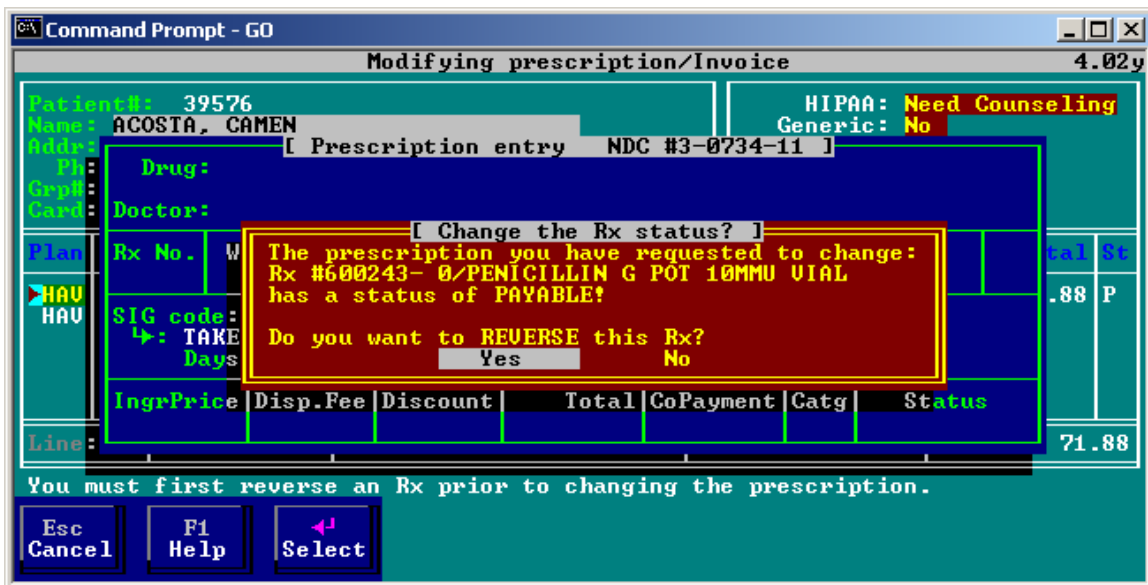 Command Prompt - GO
Modifying prescription/Invoice 4.02y
Patient#: 39576
HIPAA: Need Counseling
Name: ACOSTA, CAMEN
Generic: No
Addr:
[ Prescription entry NDC #3-0734-11 ]
Ph:
Drug:
Grp#:
Card:
Doctor:
[ Change the Rx status? ]
Plan
Rx No.
W
The prescription you have requested to change:
tal St
Rx #600243- 0/PENICILLIN G POT 10MMU VIAL
HAV
has a status of PAYABLE!
.88 P
HAV
SIG code:
TAKE
Do you want to REVERSE this Rx?
Days
Yes No
IngrPrice Disp.Fee Discount Total CoPayment Catg Status
Line:
71.88
You must first reverse an Rx prior to changing the prescription.
Esc F1
Cancel Help Select